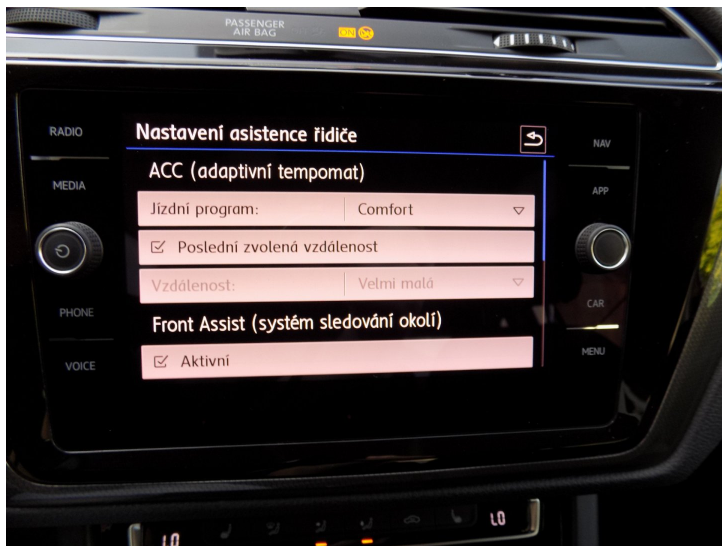 PASSENGER
AIR BAG
ON
RADIO
MEDIA
PHONE
VOICE
Nastavení asistence řidiče
ACC (adaptivní tempomat)
Jízdní program: Comfort
Poslední zvolená vzdálenost
Vzdálenost: Velmi malá
Front Assist (systém sledování okolí)
Aktivní
NAV
APP
CAR
MENU
LO
LO